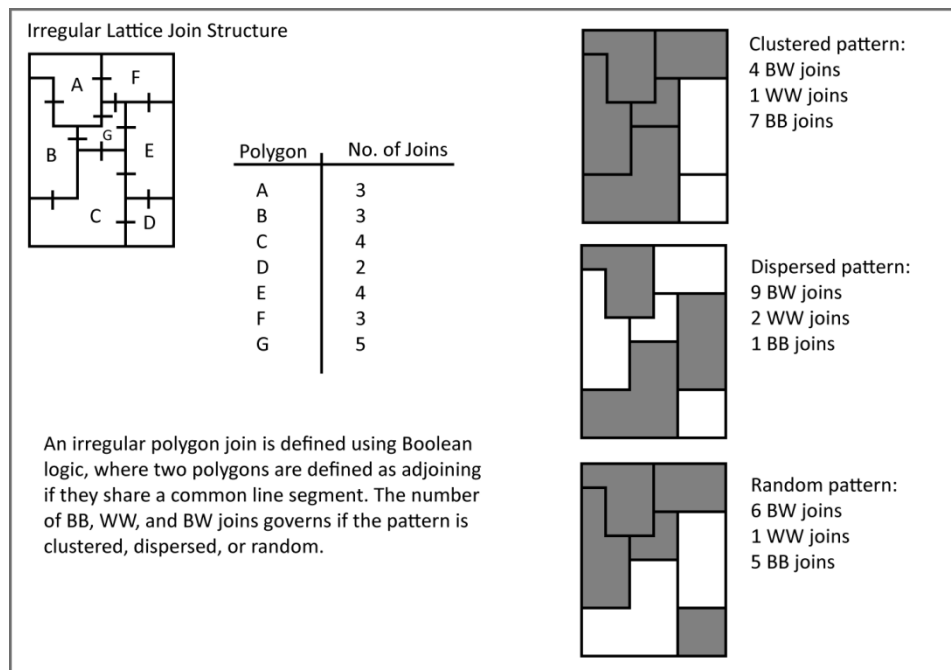 Irregular Lattice Join Structure
A
F
G
B
E
C
D
Polygon No. of Joins
A 3
B 3
C 4
D 2
E 4
F 3
G 5
An irregular polygon join is defined using Boolean
logic, where two polygons are defined as adjoining
if they share a common line segment. The number
of BB, WW, and BW joins governs if the pattern is
clustered, dispersed, or random.
Clustered pattern:
4 BW joins
1 WW joins
7 BB joins
Dispersed pattern:
9 BW joins
2 WW joins
1 BB joins
Random pattern:
6 BW joins
1 WW joins
5 BB joins